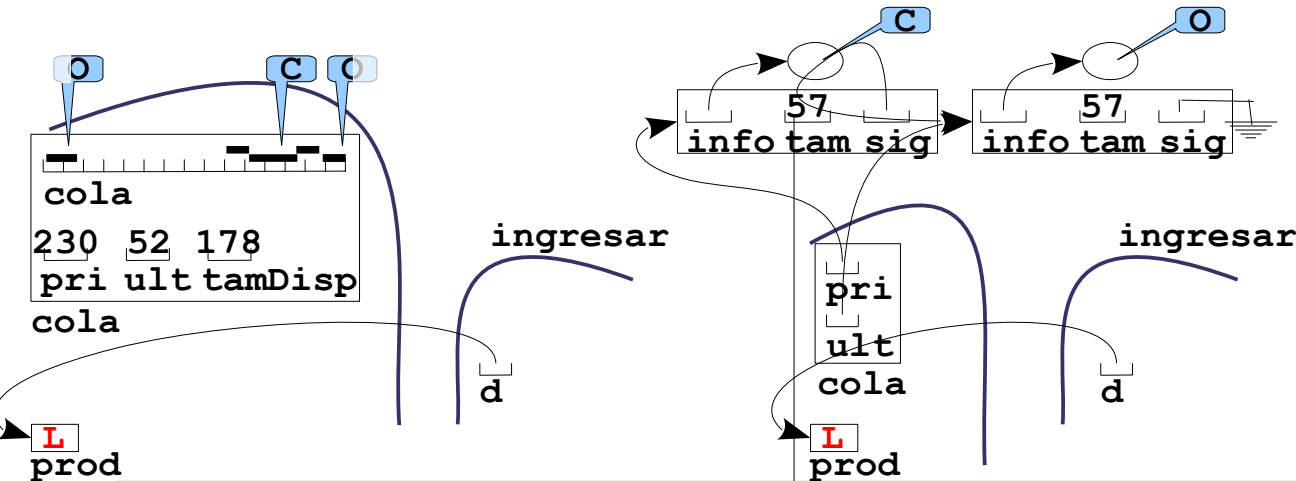 O C O
cola
230 52 178
pri ult tamDisp
cola
ingresar
d
L
prod
C O
57
info tam sig
57
info tam sig
ingresar
pri
ult
cola
d
L
prod